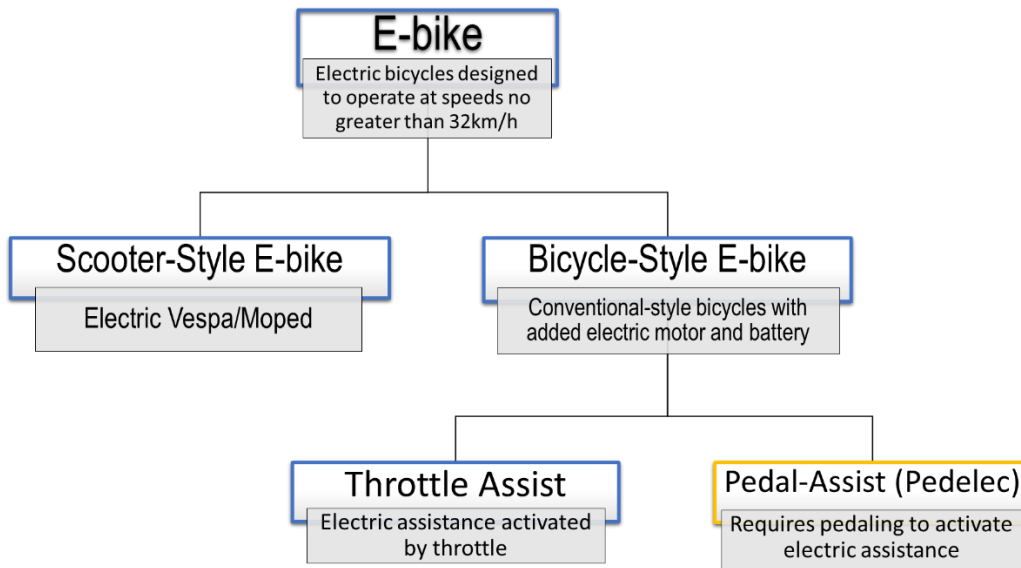 E-bike
Electric bicycles designed
to operate at speeds no
greater than 32km/h
Scooter-Style E-bike
Electric Vespa/Moped
Bicycle-Style E-bike
Conventional-style bicycles with
added electric motor and battery
Throttle Assist
Electric assistance activated
by throttle
Pedal-Assist (Pedelec)
Requires pedaling to activate
electric assistance